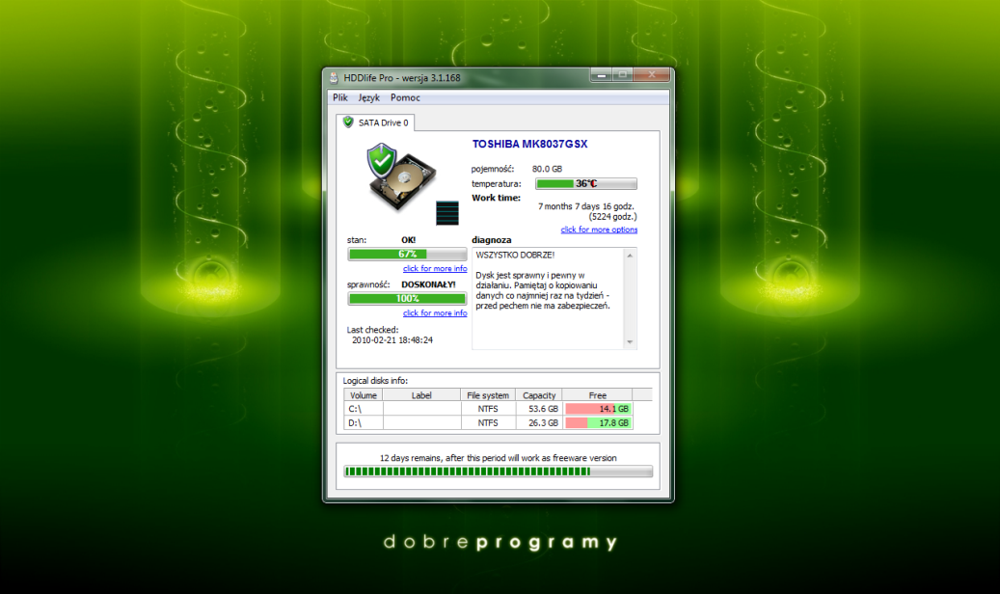 HDDlife Pro - wersja 3.1.168
Plik Język Pomoc
SATA Drive 0
TOSHIBA MK8037GSX
pojemność: 80.0 GB
temperatura: 36°C
Work time:
7 months 7 days 16 godz.
(5224 godz.)
click for more options
stan: OK!
67%
click for more info
sprawność: DOSKONAŁY!
100%
click for more info
Last checked:
2010-02-21 18:48:24
diagnoza
WSZYSTKO DOBRZE!
Dysk jest sprawny i pewny w
działaniu. Pamiętaj o kopiowaniu
danych co najmniej raz na tydzień -
przed pechem nie ma zabezpieczeń.
Logical disks info:
Volume Label File system Capacity Free
C:\ NTFS 53.6 GB 14.1 GB
D:\ NTFS 26.3 GB 17.8 GB
12 days remains, after this period will work as freeware version
dobreprogramy